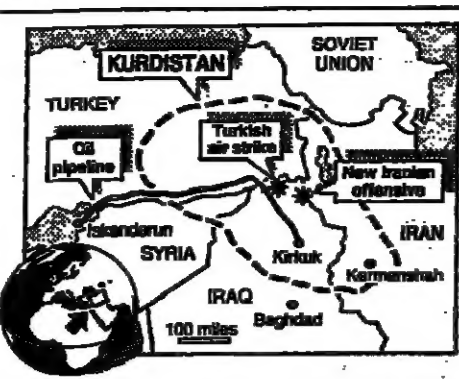 SOVIET
UNION
KURDISTAN
TURKEY
Turkish
air strike
Oil
pipeline
New Iranian
offensive
Iskenderun
IRAN
SYRIA
Kirkuk
Kermanshah
IRAQ
Baghdad
100 miles